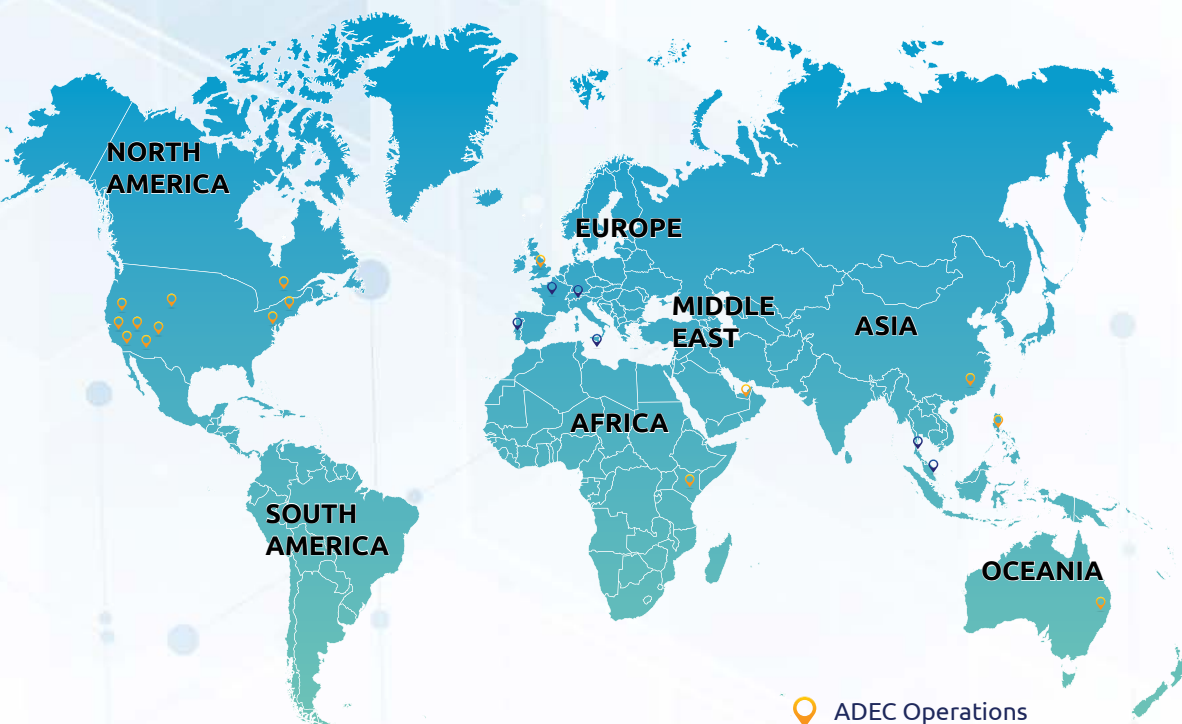 NORTH
AMERICA
EUROPE
MIDDLE
EAST
ASIA
AFRICA
SOUTH
AMERICA
OCEANIA
ADEC Operations